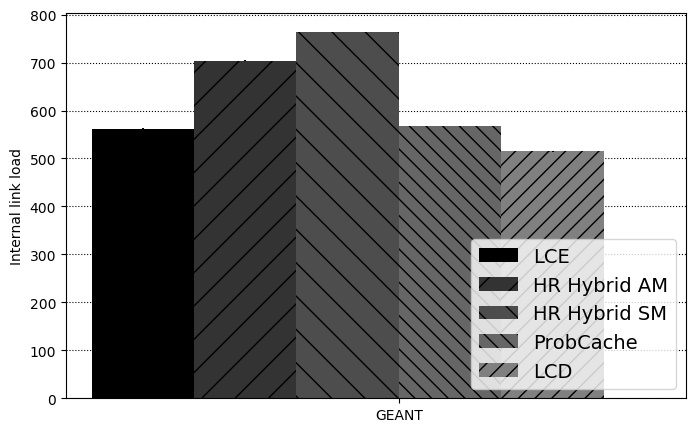 800
700
600
500
400
300
200
100
0
Internal link load
GEANT
LCE
HR Hybrid AM
HR Hybrid SM
ProbCache
LCD